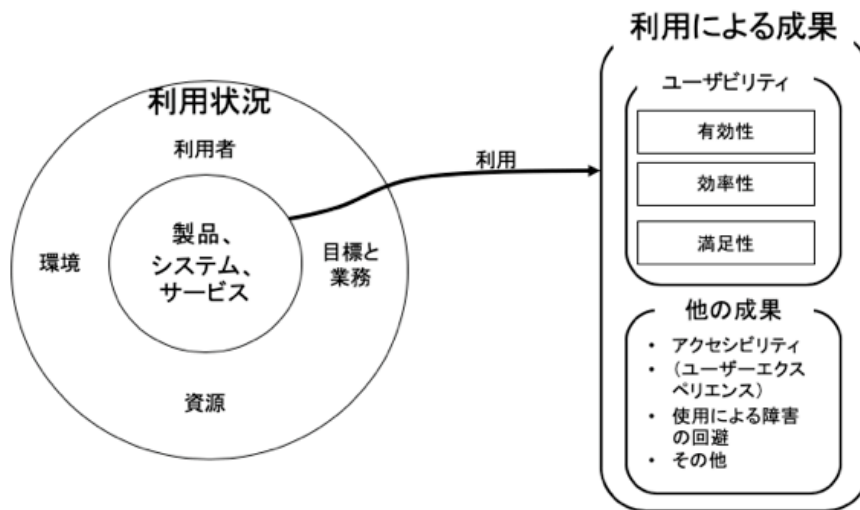 利用状況
利用者
環境
製品、
システム、
サービス
目標と
業務
資源
利用
利用による成果
ユーザビリティ
有効性
効率性
満足性
他の成果
・ アクセシビリティ
・ （ユーザーエクス
ペリエンス）
・ 使用による障害
の回避
・ その他